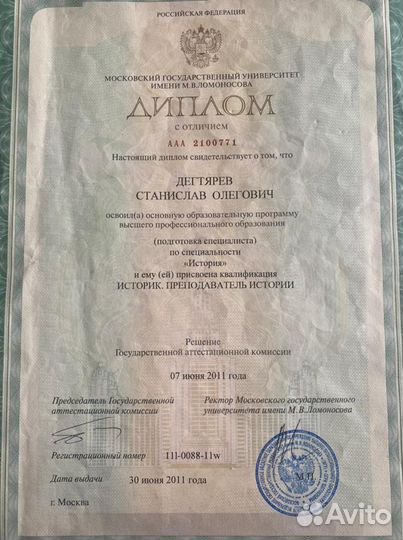 РОССИЙСКАЯ ФЕДЕРАЦИЯ
МОСКОВСКИЙ ГОСУДАРСТВЕННЫЙ УНИВЕРСИТЕТ
ИМЕНИ М.В.ЛОМОНОСОВА
ДИПЛОМ
с отличием
ААА 2100771
Настоящий диплом свидетельствует о том, что
ДЕГТЯРЕВ
СТАНИСЛАВ ОЛЕГОВИЧ
освоил(а) основную образовательную программу
высшего профессионального образования
(подготовка специалиста)
по специальности
«История»
и ему (ей) присвоена квалификация
ИСТОРИК. ПРЕПОДАВАТЕЛЬ ИСТОРИИ
Решение
Государственной аттестационной комиссии
07 июня 2011 года
Председатель Государственной
аттестационной комиссии
Ректор Московского государственного
университета имени М.В.Ломоносова
Регистрационный номер 111-0088-11w
М.П.
Дата выдачи 30 июня 2011 года
г. Москва
Avito